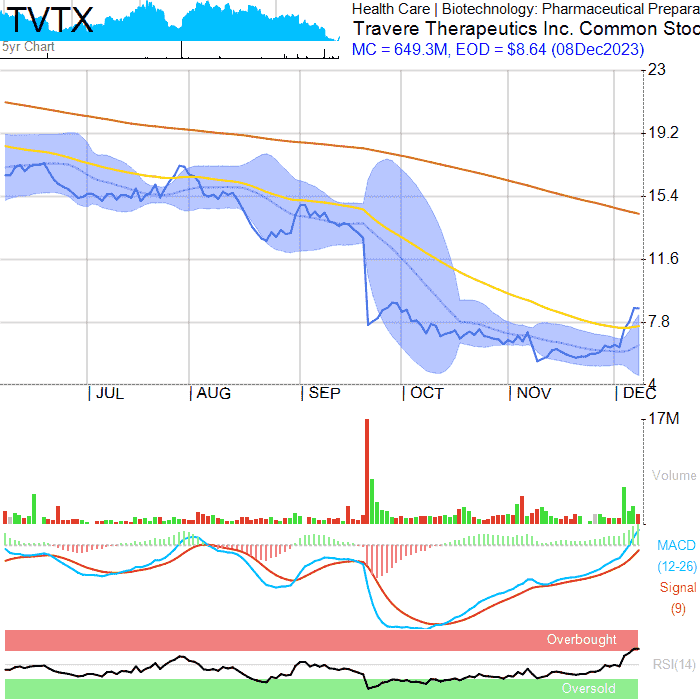 TVTX
5yr Chart
Health Care | Biotechnology: Pharmaceutical Prepara
Travere Therapeutics Inc. Common Stoc
MC = 649.3M, EOD = $8.64 (08Dec2023)
23
19.2
15.4
11.6
7.8
4
JUL AUG SEP OCT NOV DEC
17M
Volume
MACD
(12-26)
Signal
(9)
Overbought
RSI(14)
Oversold